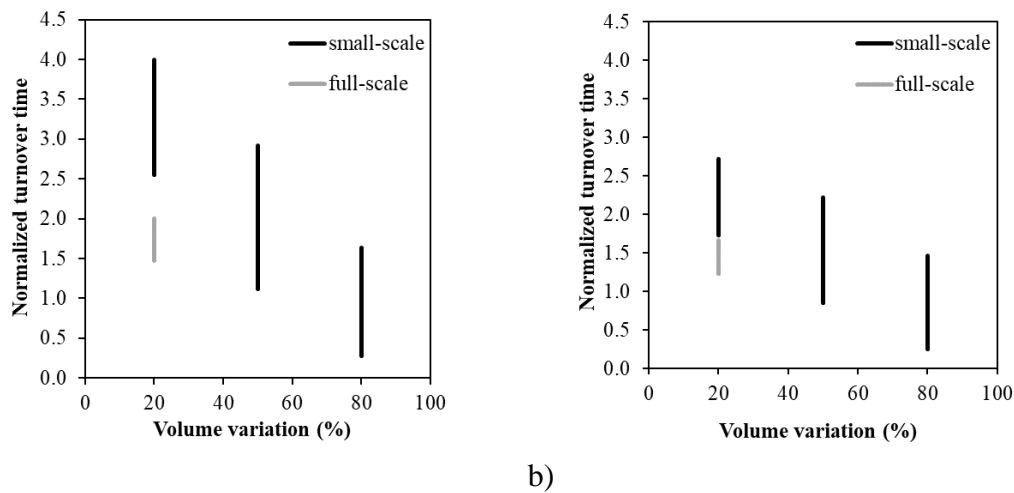 4.5
4.0
3.5
3.0
2.5
2.0
1.5
1.0
0.5
0.0
Normalized turnover time
small-scale
full-scale
0 20 40 60 80 100
Volume variation (%)
4.5
4.0
3.5
3.0
2.5
2.0
1.5
1.0
0.5
0.0
Normalized turnover time
small-scale
full-scale
0 20 40 60 80 100
Volume variation (%)
b)